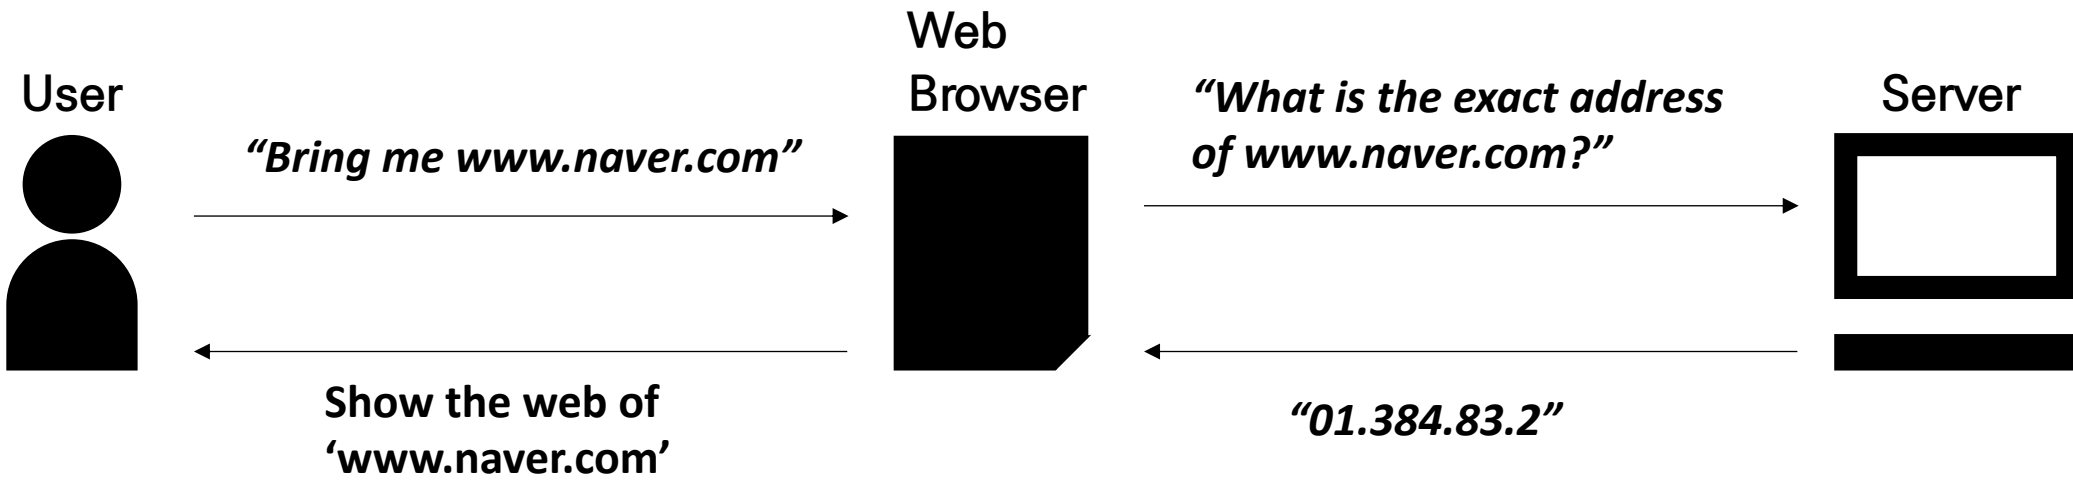 User
“Bring me www.naver.com”
Web
Browser
“What is the exact address
of www.naver.com?”
Server
Show the web of
‘www.naver.com’
“01.384.83.2”